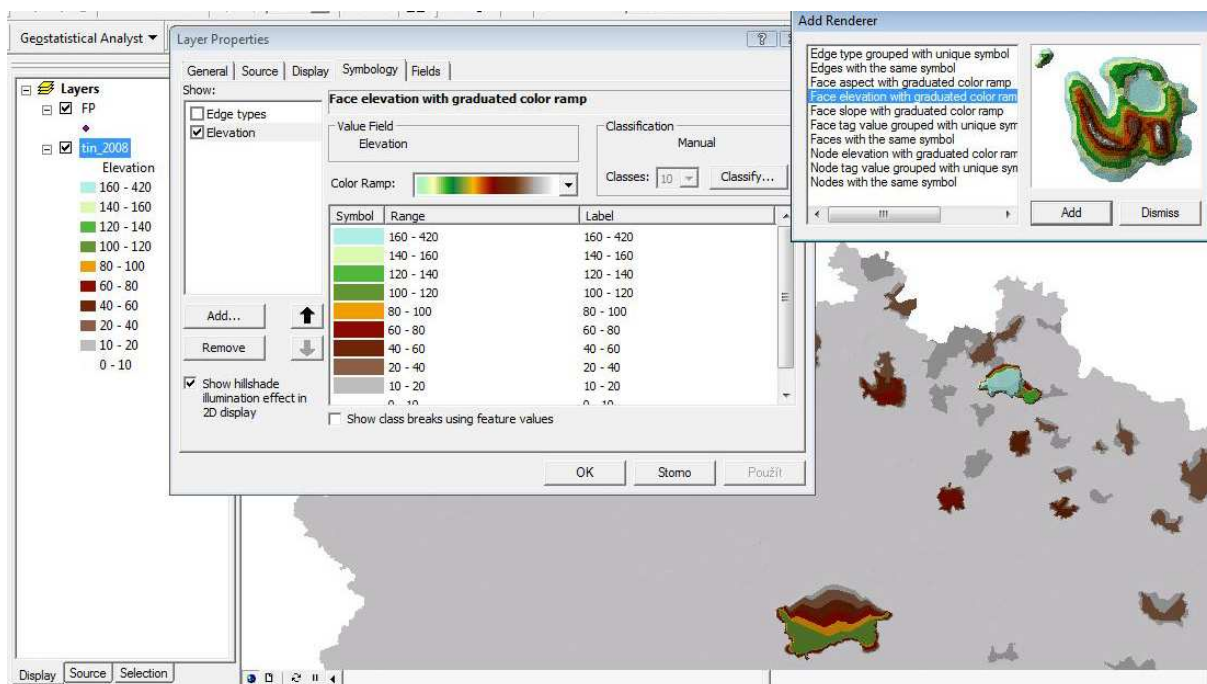 Geostatistical Analyst
Layers
FP
tin_2008
Elevation
160 - 420
140 - 160
120 - 140
100 - 120
80 - 100
60 - 80
40 - 60
20 - 40
10 - 20
0 - 10
Display Source Selection
Layer Properties
General Source Display Symbology Fields
Show:
Edge types
Elevation
Add...
Remove
Show hillshade
illumination effect in
2D display
Face elevation with graduated color ramp
Value Field
Elevation
Classification
Manual
Color Ramp:
Classes: 10 Classify...
Symbol Range Label
160 - 420 160 - 420
140 - 160 140 - 160
120 - 140 120 - 140
100 - 120 100 - 120
80 - 100 80 - 100
60 - 80 60 - 80
40 - 60 40 - 60
20 - 40 20 - 40
10 - 20 10 - 20
0 - 10 0 - 10
Show class breaks using feature values
OK Storno Použít
Add Renderer
Edge type grouped with unique symbol
Edges with the same symbol
Face aspect with graduated color ramp
Face elevation with graduated color ram
Face slope with graduated color ramp
Face tag value grouped with unique sym
Faces with the same symbol
Node elevation with graduated color ram
Node tag value grouped with unique syn
Nodes with the same symbol
Add Dismiss